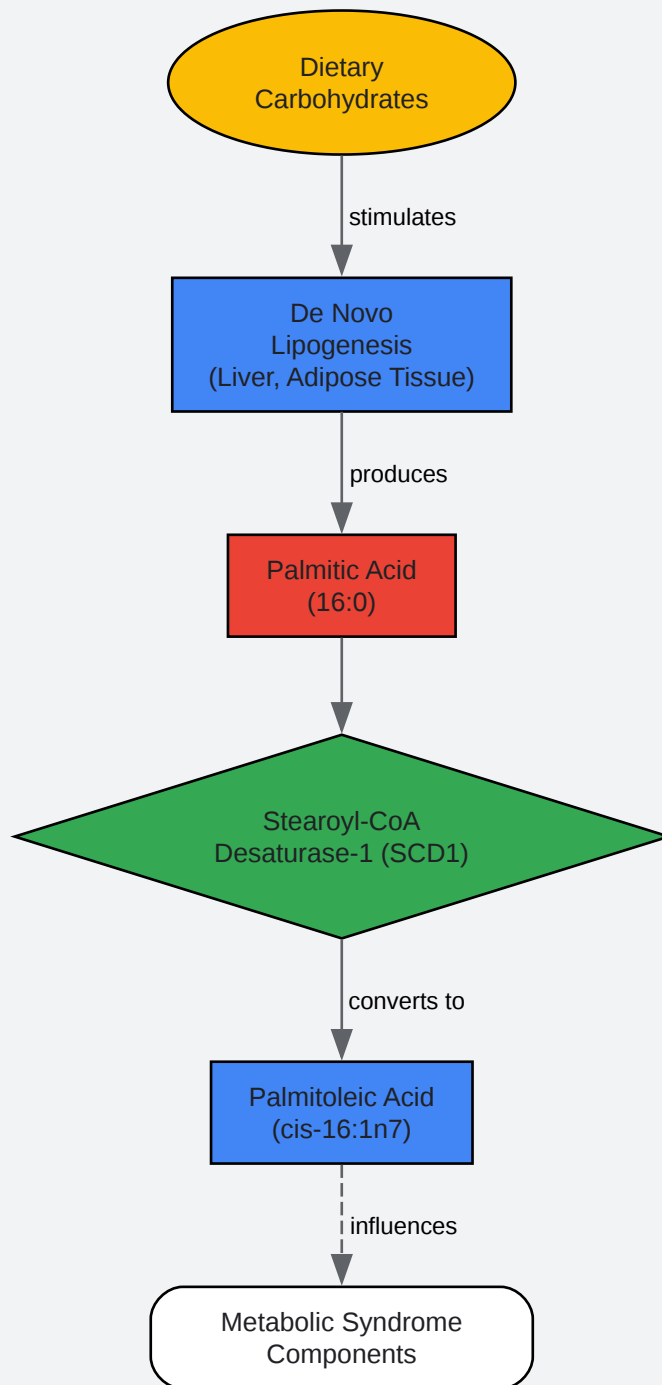 Dietary
Carbohydrates
stimulates
De Novo
Lipogenesis
(Liver, Adipose Tissue)
produces
Palmitic Acid
(16:0)
Stearoyl-CoA
Desaturase-1 (SCD1)
converts to
Palmitoleic Acid
(cis-16:1n7)
influences
Metabolic Syndrome
Components